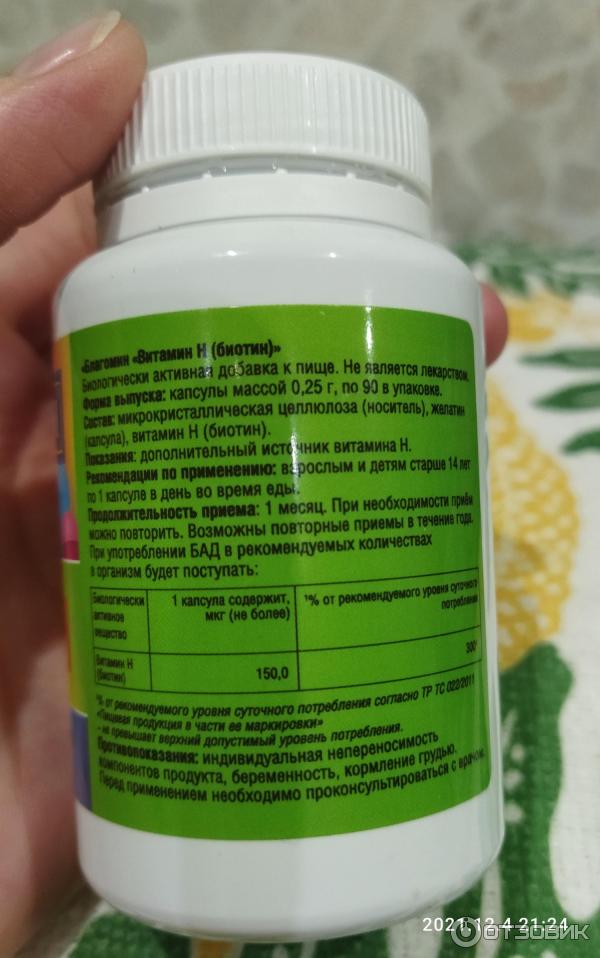 «Благомин «Витамин Н (биотин)»
Биологически активная добавка к пище. Не является лекарством.
Форма выпуска: капсулы массой 0,25 г, по 90 в упаковке.
Состав: микрокристаллическая целлюлоза (носитель), желатин
(капсула), витамин Н (биотин).
Показания: дополнительный источник витамина Н.
Рекомендации по применению: взрослым и детям старше 14 лет
по 1 капсуле в день во время еды.
Продолжительность приема: 1 месяц. При необходимости приём
можно повторить. Возможны повторные приемы в течение года.
При употреблении БАД в рекомендуемых количествах
в организм будет поступать:
Биологически
активное
вещество
1 капсула содержит,
мкг (не более)
¹% от рекомендуемого уровня суточного
потребления
Витамин Н
(биотин)
150,0
300*
*% от рекомендуемого уровня суточного потребления согласно ТР ТС 022/2011
«Пищевая продукция в части ее маркировки»
- не превышает верхний допустимый уровень потребления.
Противопоказания: индивидуальная непереносимость
компонентов продукта, беременность, кормление грудью.
Перед применением необходимо проконсультироваться с врачом.
2021.12.4 21:24
ОТЗОВИК